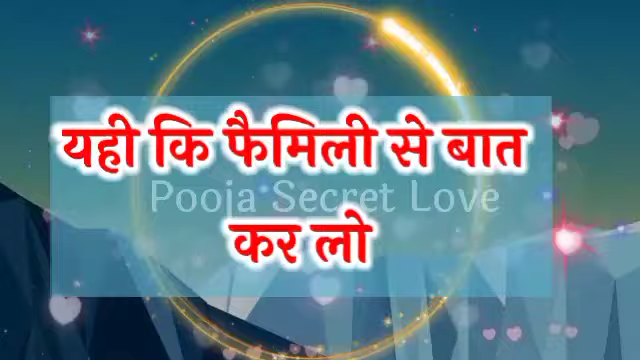 यही कि फैमिली से बात
Pooja Secret Love
कर लो